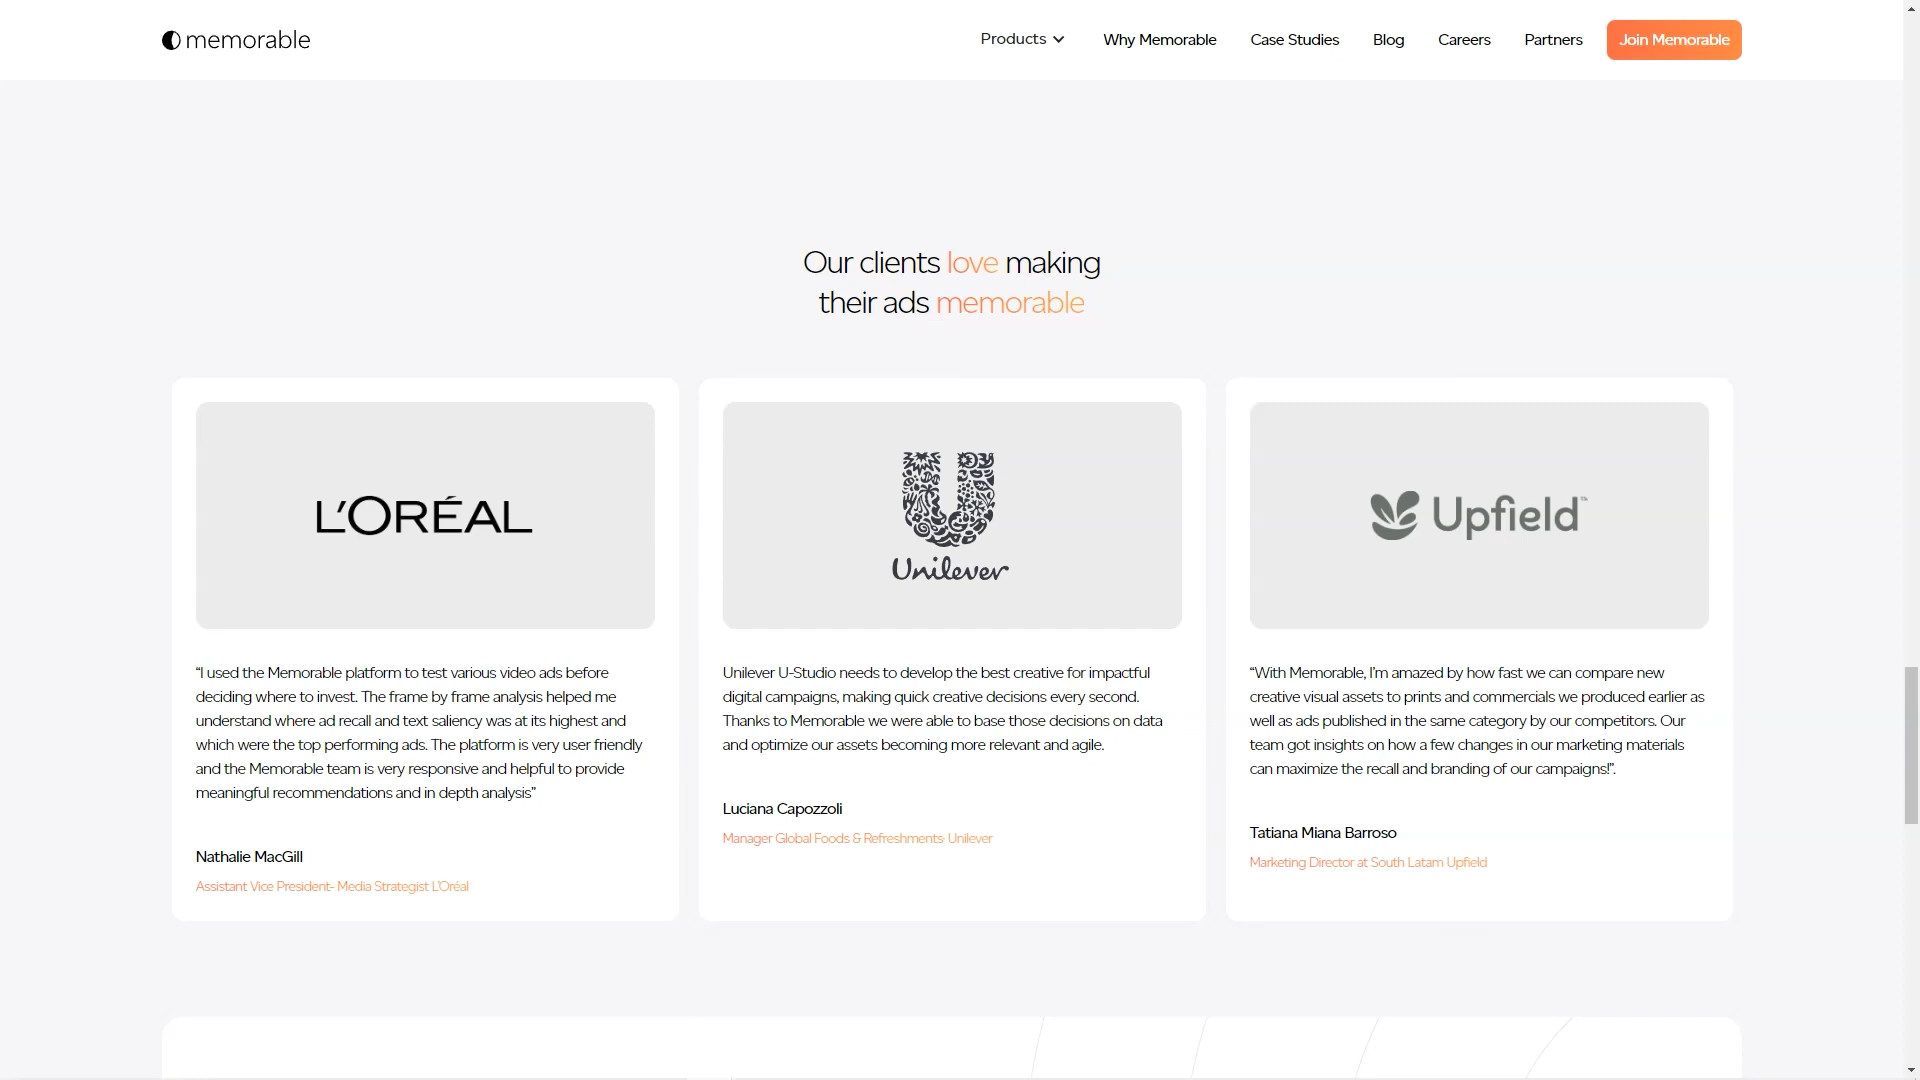 memorable
Products
Why Memorable
Case Studies
Blog
Careers
Partners
Join Memorable
Our clients love making
their ads memorable
L'ORÉAL
“I used the Memorable platform to test various video ads before
deciding where to invest. The frame by frame analysis helped me
understand where ad recall and text saliency was at its highest and
which were the top performing ads. The platform is very user friendly
and the Memorable team is very responsive and helpful to provide
meaningful recommendations and in depth analysis”
Nathalie MacGill
Assistant Vice President- Media Strategist L'Oréal
Unilever
Unilever U-Studio needs to develop the best creative for impactful
digital campaigns, making quick creative decisions every second.
Thanks to Memorable we were able to base those decisions on data
and optimize our assets becoming more relevant and agile.
Luciana Capozzoli
Manager Global Foods & Refreshments· Unilever
Upfield™
“With Memorable, I'm amazed by how fast we can compare new
creative visual assets to prints and commercials we produced earlier as
well as ads published in the same category by our competitors. Our
team got insights on how a few changes in our marketing materials
can maximize the recall and branding of our campaigns!”.
Tatiana Miana Barroso
Marketing Director at South Latam Upfield